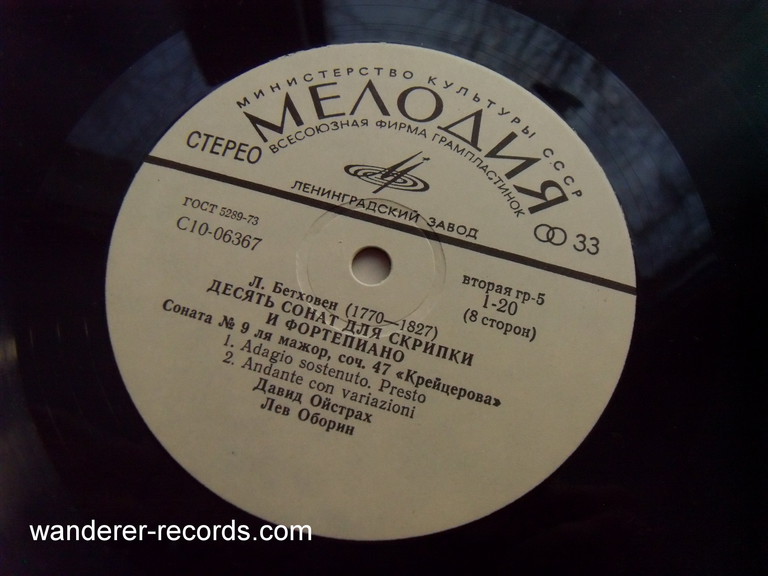 МИНИСТЕРСТВО КУЛЬТУРЫ СССР
МЕЛОДИЯ
ВСЕСОЮЗНАЯ ФИРМА ГРАМПЛАСТИНОК
СТЕРЕО
ЛЕНИНГРАДСКИЙ ЗАВОД
33
ГОСТ 5289-73
С10-06367
вторая гр-5
1-20
(8 сторон)
Л. Бетховен (1770—1827)
ДЕСЯТЬ СОНАТ ДЛЯ СКРИПКИ
И ФОРТЕПИАНО
Соната № 9 ля мажор, соч. 47 «Крейцерова»
1. Adagio sostenuto. Presto
2. Andante con variazioni
Давид Ойстрах
Лев Оборин
wanderer-records.com